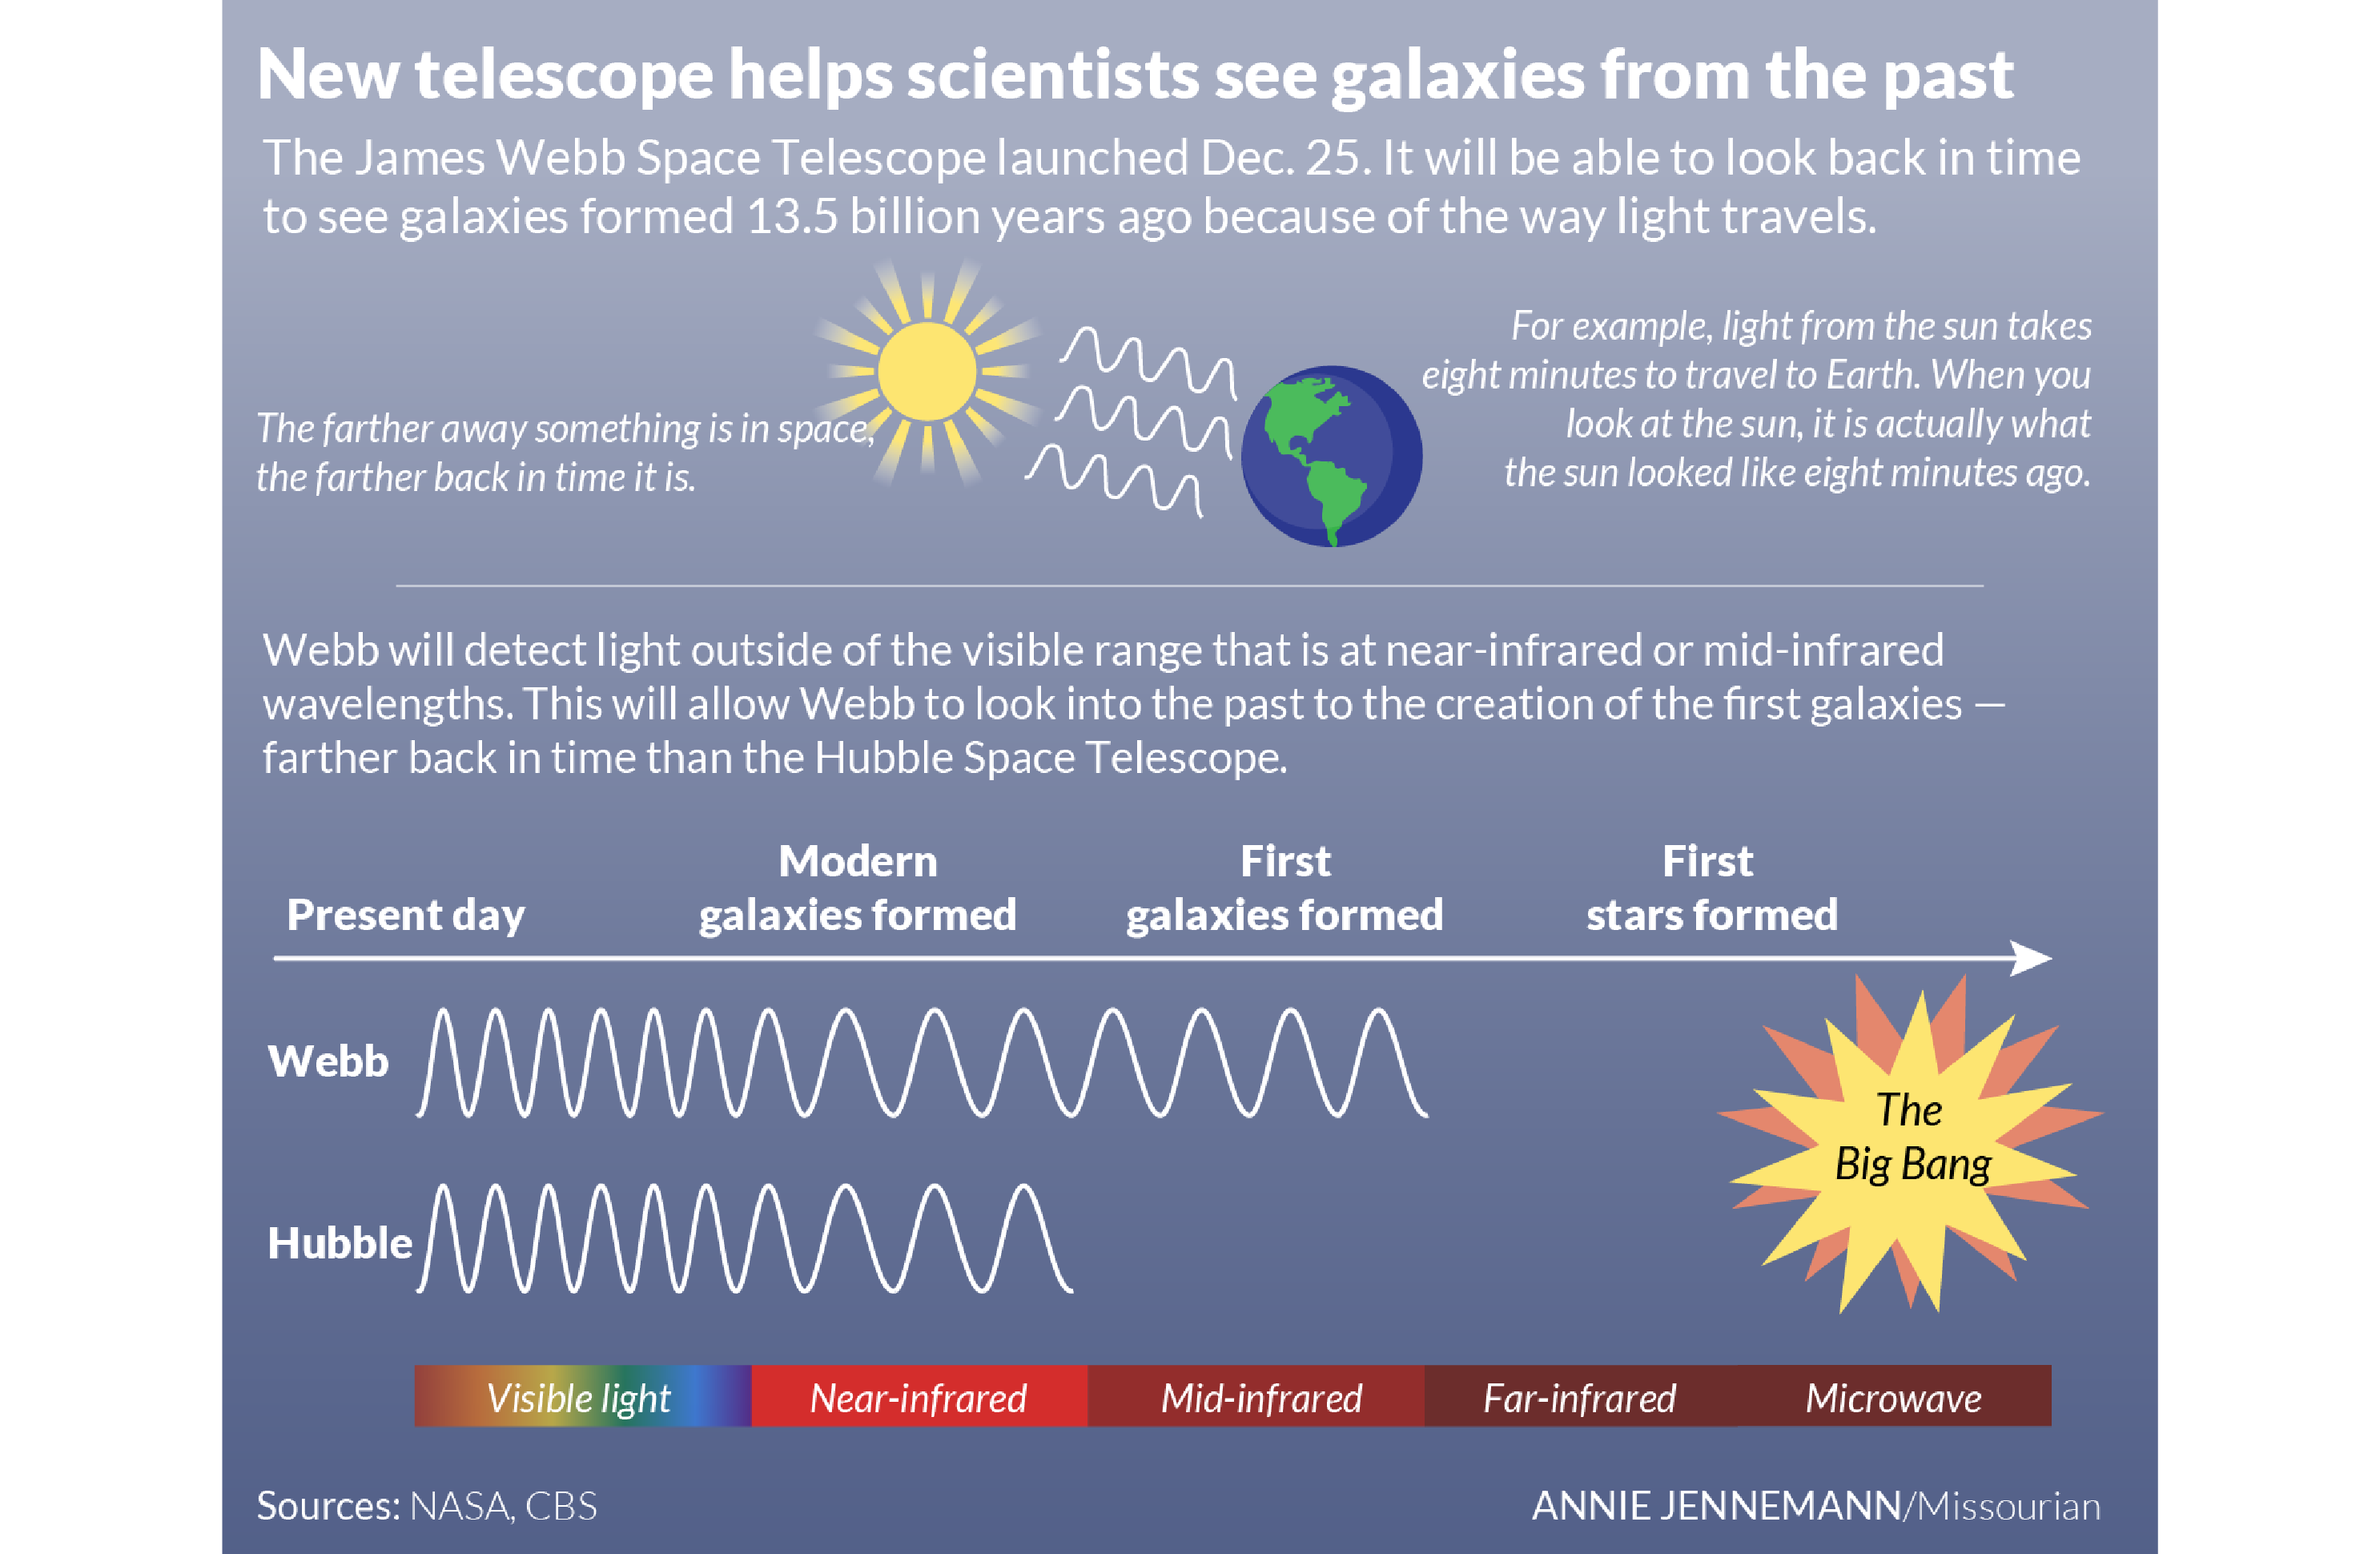 New telescope helps scientists see galaxies from the past
The James Webb Space Telescope launched Dec. 25. It will be able to look back in time
to see galaxies formed 13.5 billion years ago because of the way light travels.
The farther away something is in space,
the farther back in time it is.
For example, light from the sun takes
eight minutes to travel to Earth. When you
look at the sun, it is actually what
the sun looked like eight minutes ago.
Webb will detect light outside of the visible range that is at near-infrared or mid-infrared
wavelengths. This will allow Webb to look into the past to the creation of the first galaxies —
farther back in time than the Hubble Space Telescope.
Present day
Modern
galaxies formed
First
galaxies formed
First
stars formed
Webb
Hubble
The
Big Bang
Visible light
Near-infrared
Mid-infrared
Far-infrared
Microwave
Sources: NASA, CBS
ANNIE JENNEMANN/Missourian